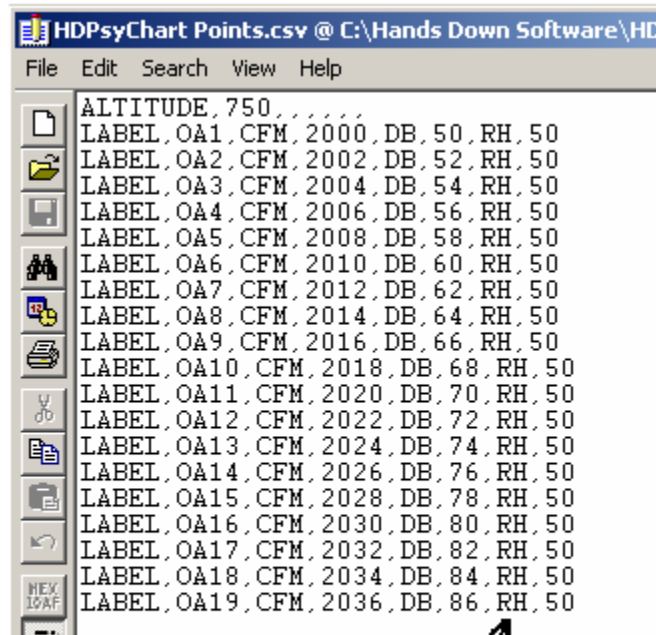 HDPsyChart Points.csv @ C:\Hands Down Software\HD
File Edit Search View Help
ALTITUDE,750,,,,,,
LABEL,OA1,CFM,2000,DB,50,RH,50
LABEL,OA2,CFM,2002,DB,52,RH,50
LABEL,OA3,CFM,2004,DB,54,RH,50
LABEL,OA4,CFM,2006,DB,56,RH,50
LABEL,OA5,CFM,2008,DB,58,RH,50
LABEL,OA6,CFM,2010,DB,60,RH,50
LABEL,OA7,CFM,2012,DB,62,RH,50
LABEL,OA8,CFM,2014,DB,64,RH,50
LABEL,OA9,CFM,2016,DB,66,RH,50
LABEL,OA10,CFM,2018,DB,68,RH,50
LABEL,OA11,CFM,2020,DB,70,RH,50
LABEL,OA12,CFM,2022,DB,72,RH,50
LABEL,OA13,CFM,2024,DB,74,RH,50
LABEL,OA14,CFM,2026,DB,76,RH,50
LABEL,OA15,CFM,2028,DB,78,RH,50
LABEL,OA16,CFM,2030,DB,80,RH,50
LABEL,OA17,CFM,2032,DB,82,RH,50
LABEL,OA18,CFM,2034,DB,84,RH,50
LABEL,OA19,CFM,2036,DB,86,RH,50
12
HEX
10AF